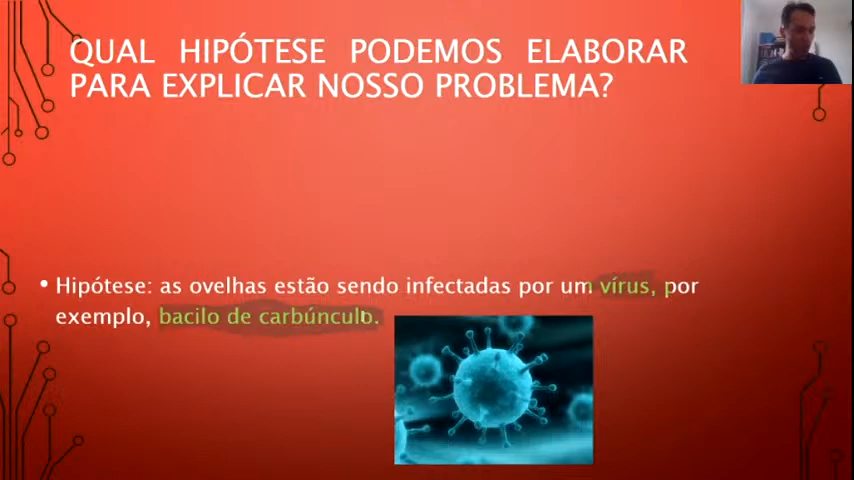 QUAL HIPÓTESE PODEMOS ELABORAR
PARA EXPLICAR NOSSO PROBLEMA?
• Hipótese: as ovelhas estão sendo infectadas por um vírus, por
exemplo, bacilo de carbúnculo.